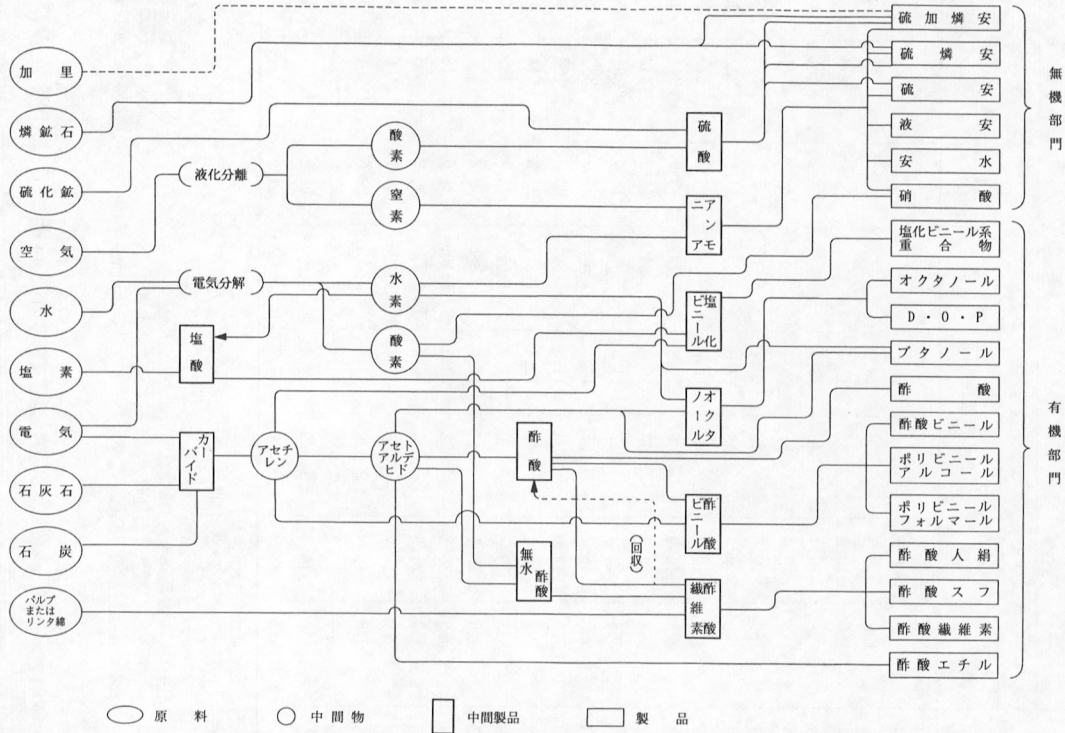 加里
燐鉱石
硫化鉱
空気
水
塩素
電気
石灰石
石炭
パルプ
または
リンタ綿
(液化分離)
(電気分解)
塩酸
カーバイド
酸素
窒素
水素
酸素
アセチ
レン
アセト
アルデ
ヒド
酢酸
無水
酢酸
(回収)
硫酸
アンモ
ニア
塩化
ビニール
オクタ
ノール
酢酸
ビニール
酢酸
繊維素
硫加燐安
硫燐安
硫安
液安
安水
硝酸
塩化ビニール系
重合物
オクタノール
D・O・P
ブタノール
酢酸
酢酸ビニール
ポリビニール
アルコール
ポリビニール
フォルマール
酢酸人絹
酢酸スフ
酢酸繊維素
酢酸エチル
無機部門
有機部門
原料
中間物
中間製品
製品